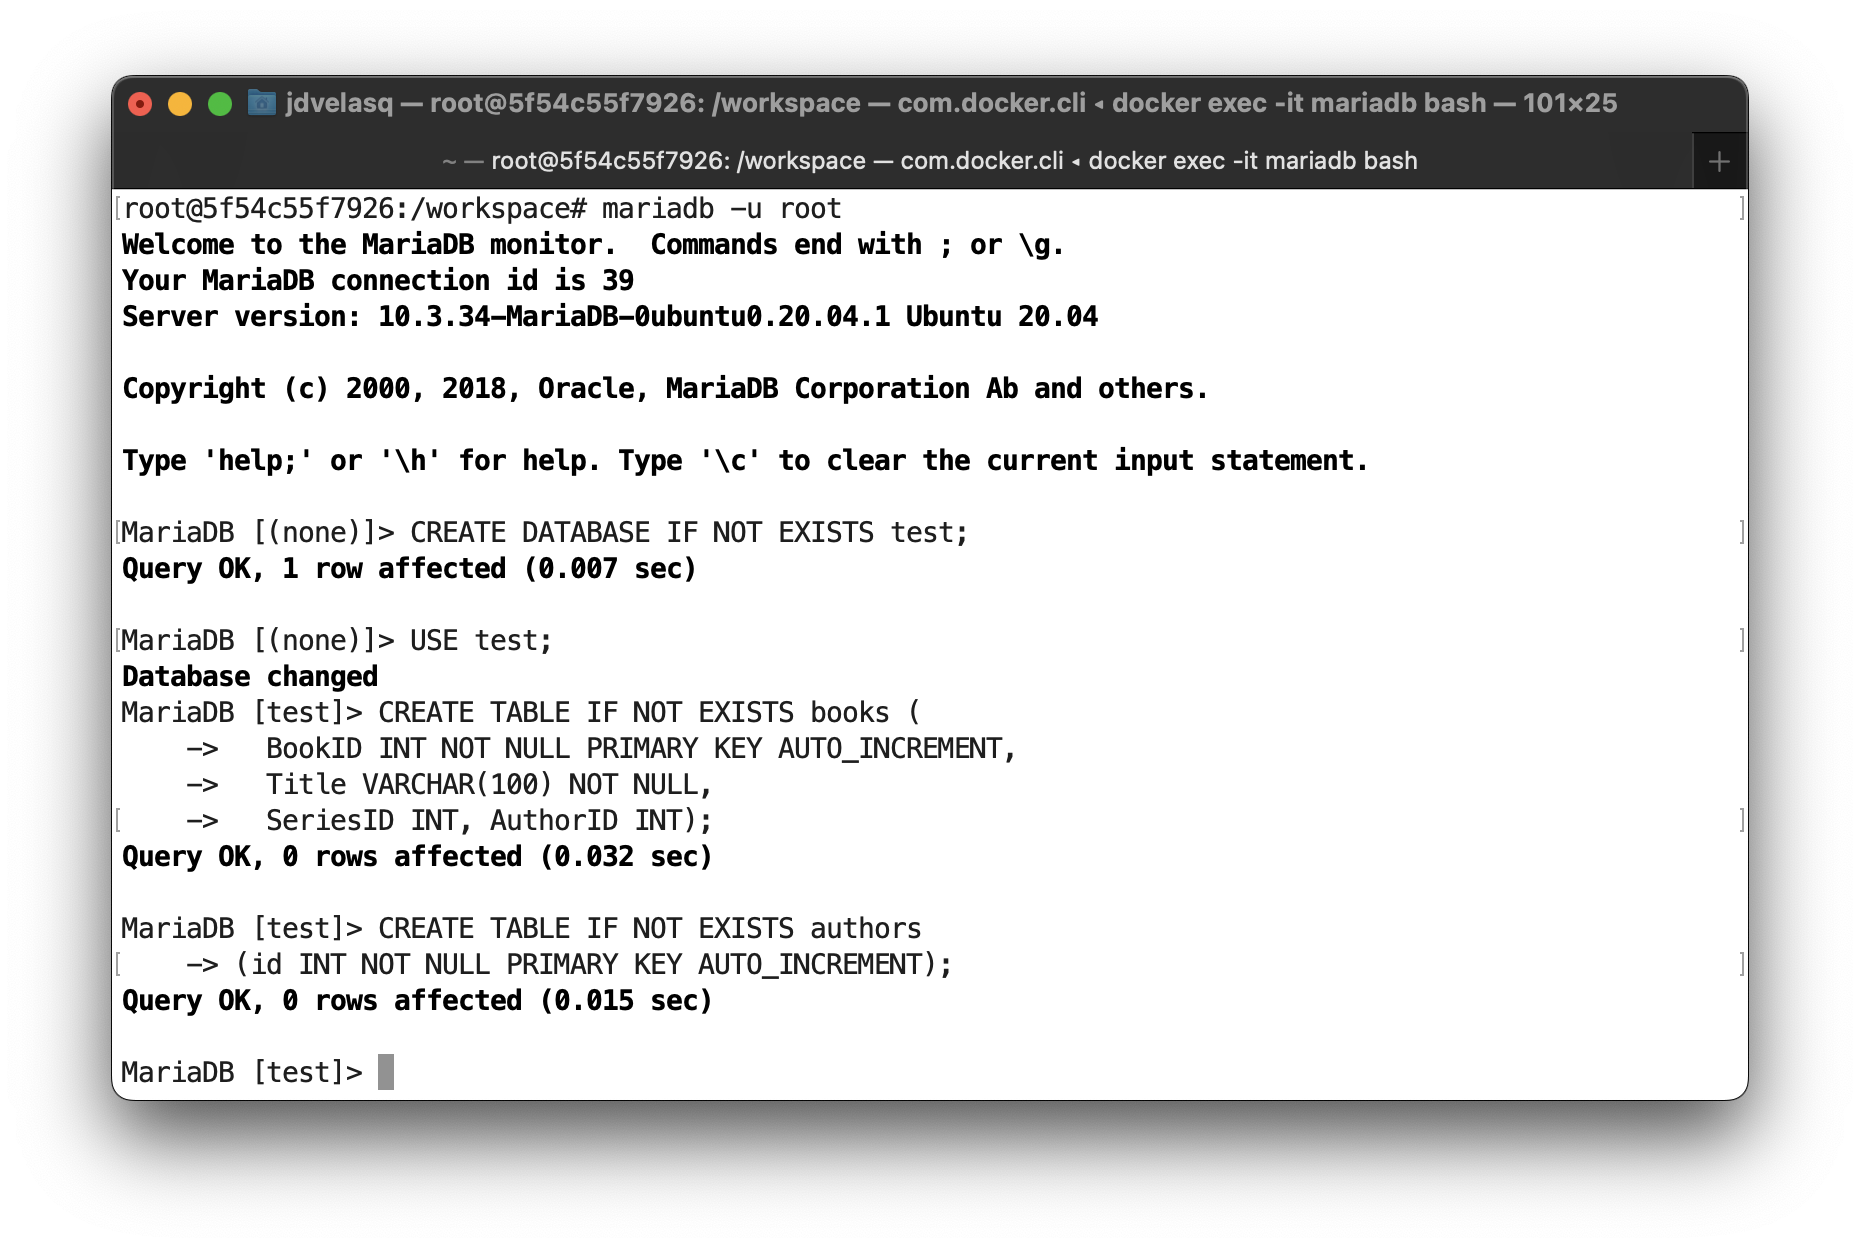 jdvelasq — root@5f54c55f7926: /workspace — com.docker.cli ◂ docker exec -it mariadb bash — 101×25
~ — root@5f54c55f7926: /workspace — com.docker.cli ◂ docker exec -it mariadb bash
+
[root@5f54c55f7926:/workspace# mariadb -u root ]
Welcome to the MariaDB monitor.  Commands end with ; or \g.
Your MariaDB connection id is 39
Server version: 10.3.34-MariaDB-0ubuntu0.20.04.1 Ubuntu 20.04
Copyright (c) 2000, 2018, Oracle, MariaDB Corporation Ab and others.
Type 'help;' or '\h' for help. Type '\c' to clear the current input statement.
[MariaDB [(none)]> CREATE DATABASE IF NOT EXISTS test; ]
Query OK, 1 row affected (0.007 sec)
[MariaDB [(none)]> USE test; ]
Database changed
MariaDB [test]> CREATE TABLE IF NOT EXISTS books (
    ->   BookID INT NOT NULL PRIMARY KEY AUTO_INCREMENT,
    ->   Title VARCHAR(100) NOT NULL,
[    ->   SeriesID INT, AuthorID INT); ]
Query OK, 0 rows affected (0.032 sec)
MariaDB [test]> CREATE TABLE IF NOT EXISTS authors
[    -> (id INT NOT NULL PRIMARY KEY AUTO_INCREMENT); ]
Query OK, 0 rows affected (0.015 sec)
MariaDB [test]>